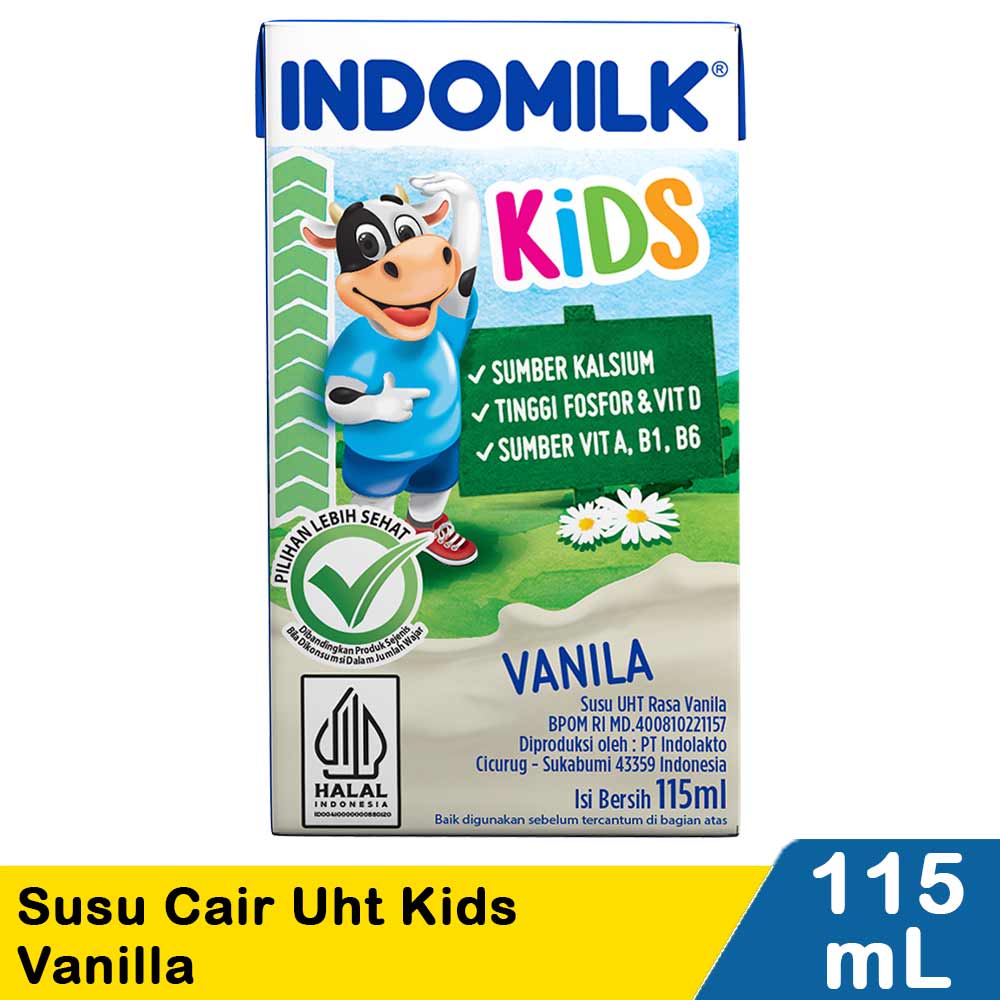 INDOMILK®
KiDS
✓ SUMBER KALSIUM
✓ TINGGI FOSFOR & VIT D
✓ SUMBER VIT A, B1, B6
PILIHAN LEBIH SEHAT
Dibandingkan Produk Sejenis
Bila Dikonsumsi Dalam Jumlah Wajar
VANILA
Susu UHT Rasa Vanila
BPOM RI MD.400810221157
Diproduksi oleh : PT Indolakto
Cicurug - Sukabumi 43359 Indonesia
Isi Bersih 115ml
Baik digunakan sebelum tercantum di bagian atas
HALAL
INDONESIA
Susu Cair Uht Kids
Vanilla
115
mL